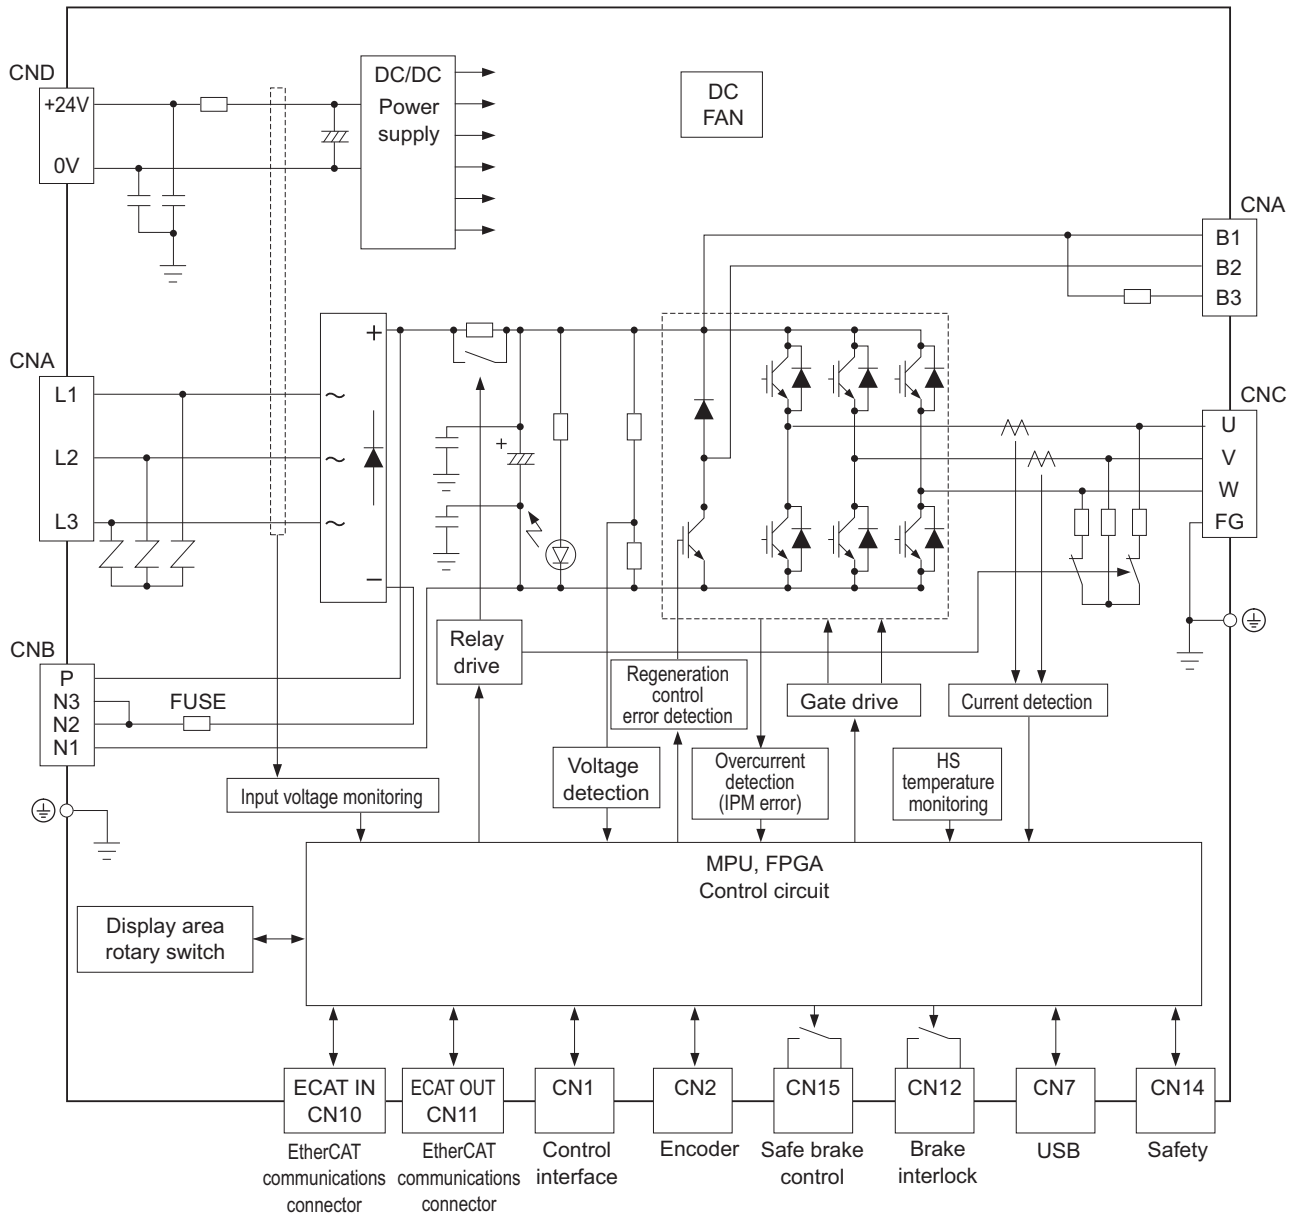 CND
+24V
0V
DC/DC
Power
supply
DC
FAN
CNA
B1
B2
B3
CNA
L1
L2
L3
+
~
~
~
−
+
CNC
U
V
W
FG
CNB
P
N3
N2
N1
FUSE
Relay
drive
Regeneration
control
error detection
Gate drive
Current detection
Input voltage monitoring
Voltage
detection
Overcurrent
detection
(IPM error)
HS
temperature
monitoring
MPU, FPGA
Control circuit
Display area
rotary switch
ECAT IN
CN10
EtherCAT
communications
connector
ECAT OUT
CN11
EtherCAT
communications
connector
CN1
Control
interface
CN2
Encoder
CN15
Safe brake
control
CN12
Brake
interlock
CN7
USB
CN14
Safety